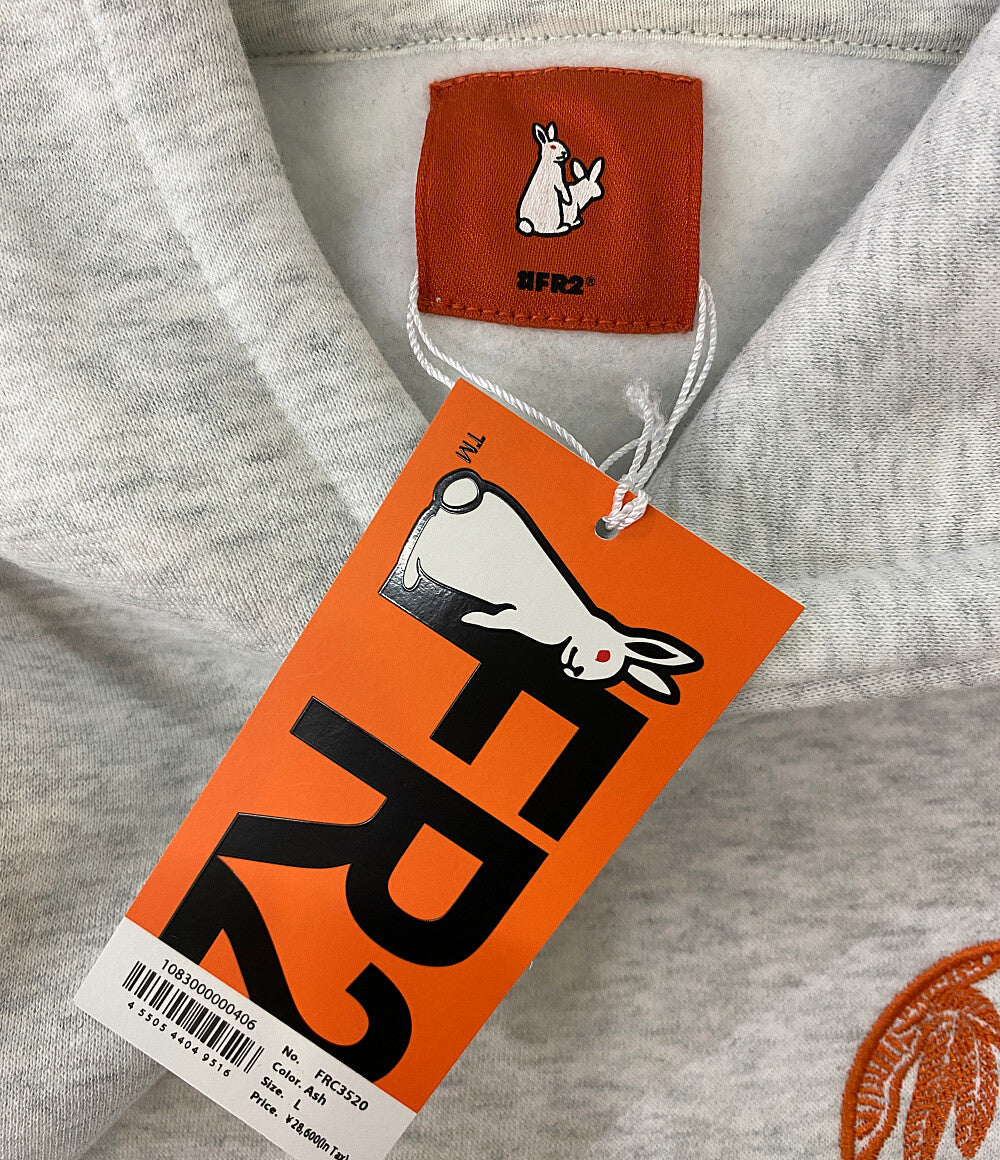 #FR2®
TM
FR2
1083000000406
4 5505 4404 9516
No. FRC3520
Color. Ash
Size. L
Price. ¥28,600(In Tax)